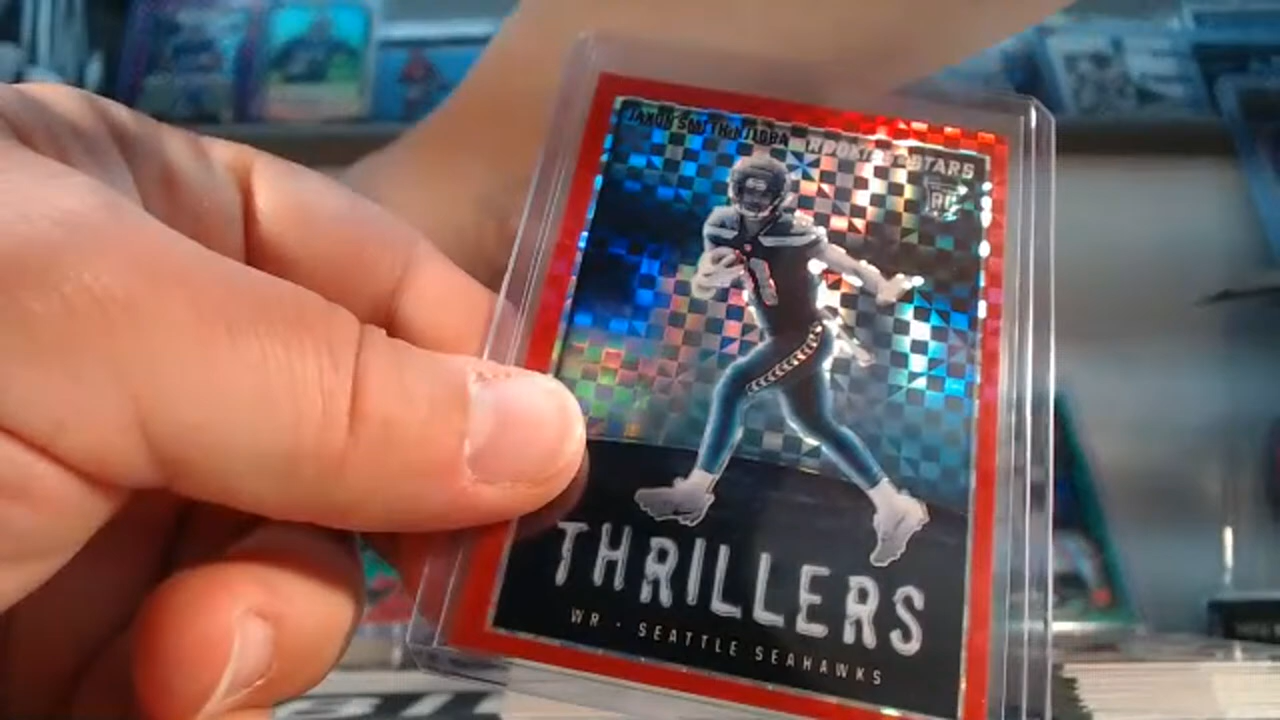 JAXON SMITH-NJIGBA
ROOKIES & STARS
RC
THRILLERS
WR · SEATTLE SEAHAWKS